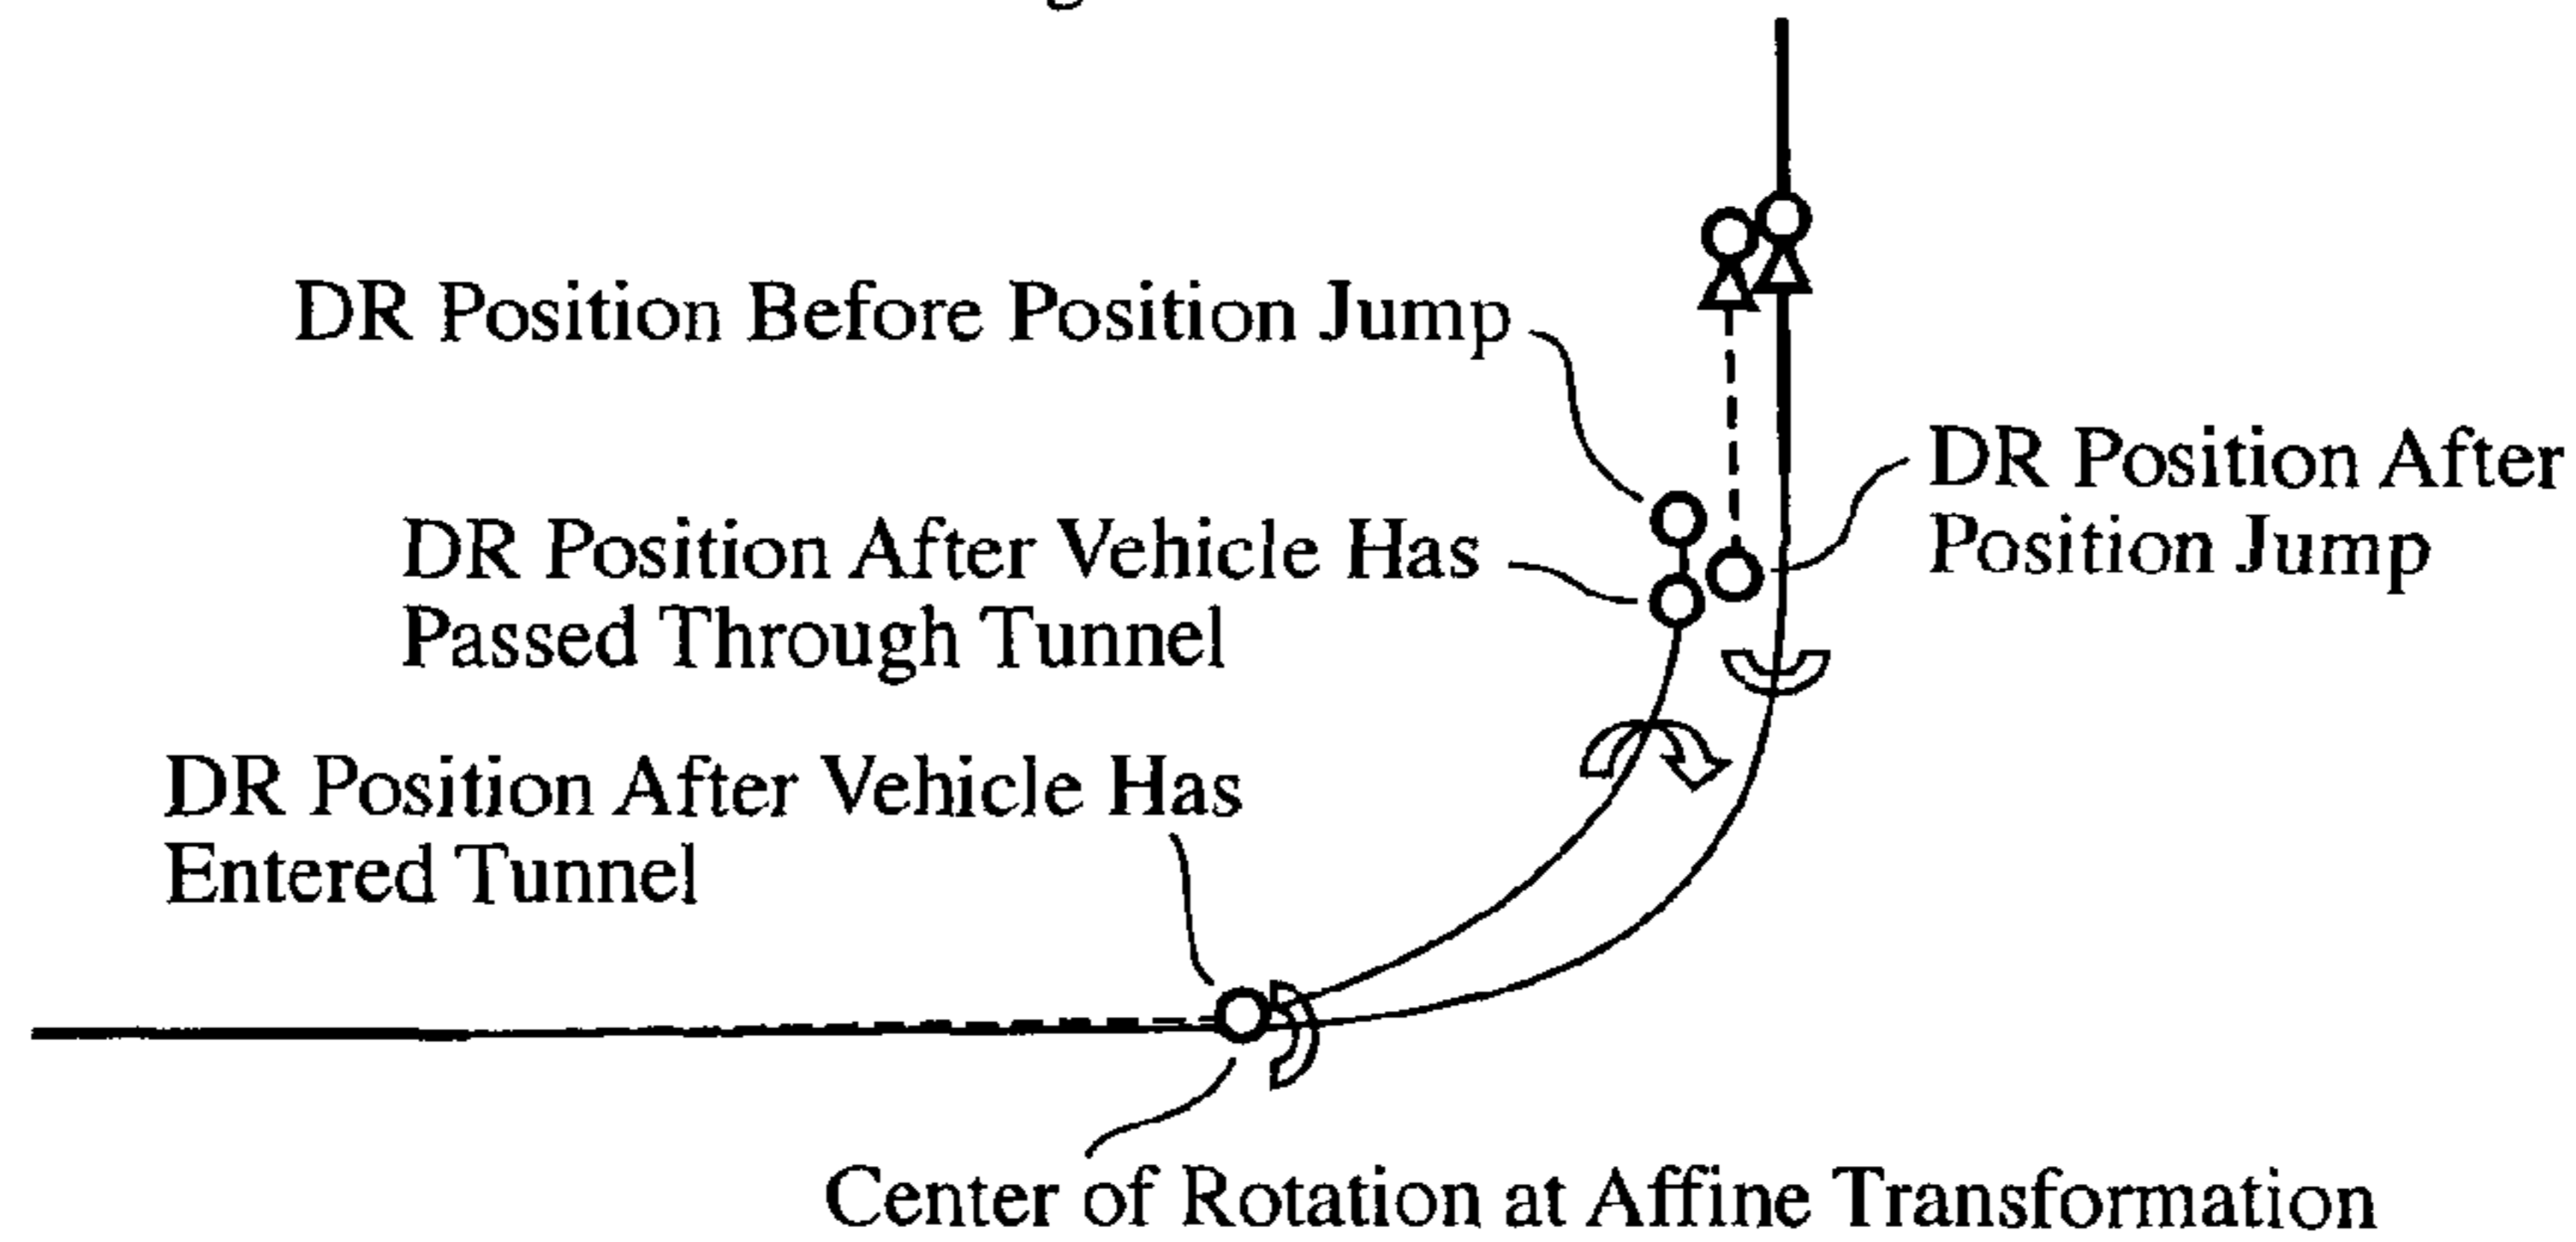 DR Position Before Position Jump
DR Position After
Position Jump
DR Position After Vehicle Has
Passed Through Tunnel
DR Position After Vehicle Has
Entered Tunnel
Center of Rotation at Affine Transformation